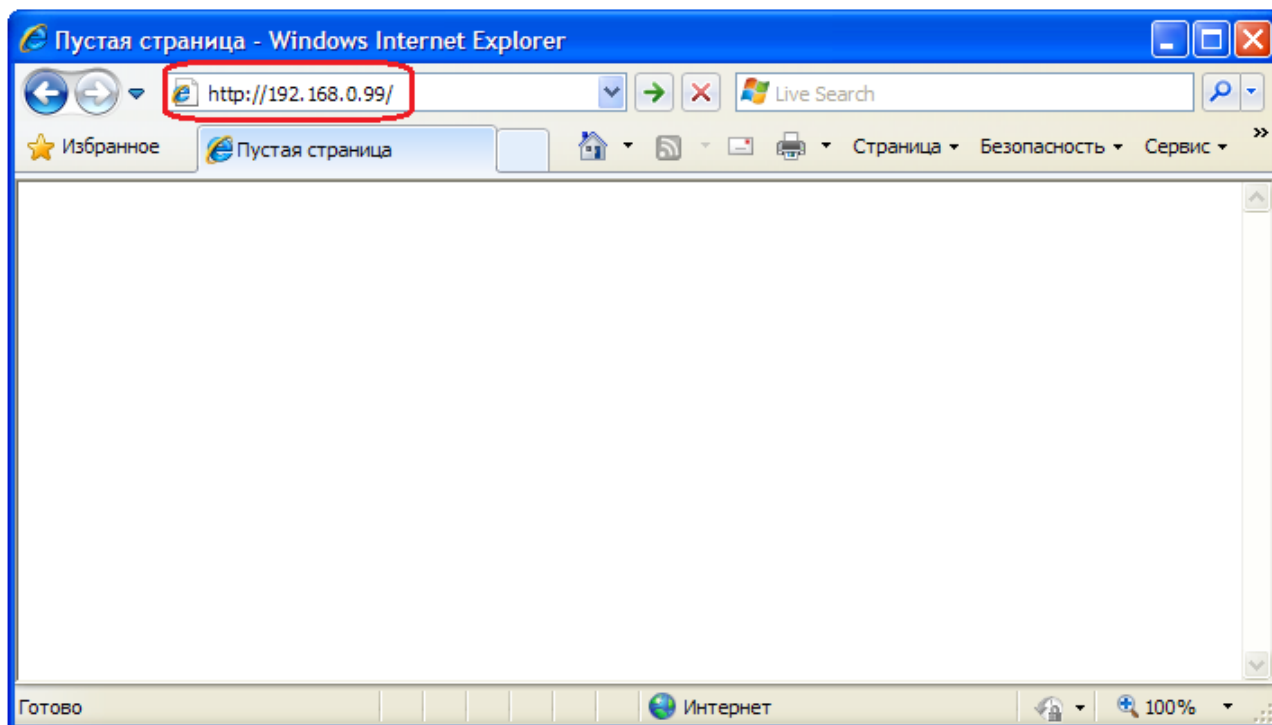 Пустая страница - Windows Internet Explorer
http://192.168.0.99/
Live Search
Избранное
Пустая страница
Страница
Безопасность
Сервис
»
Готово
Интернет
100%